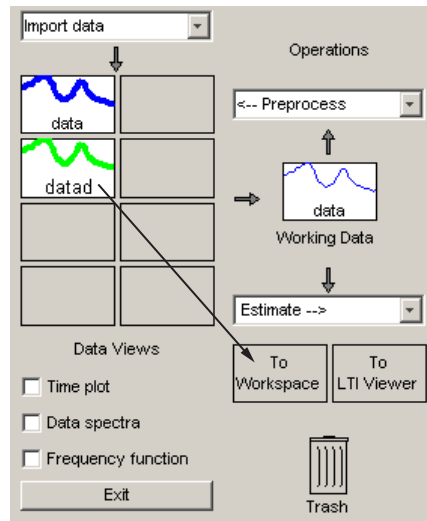 Import data
Operations
<-- Preprocess
data
datad
data
Working Data
Estimate -->
Data Views
To
Workspace
To
LTI Viewer
Time plot
Data spectra
Frequency function
Exit
Trash